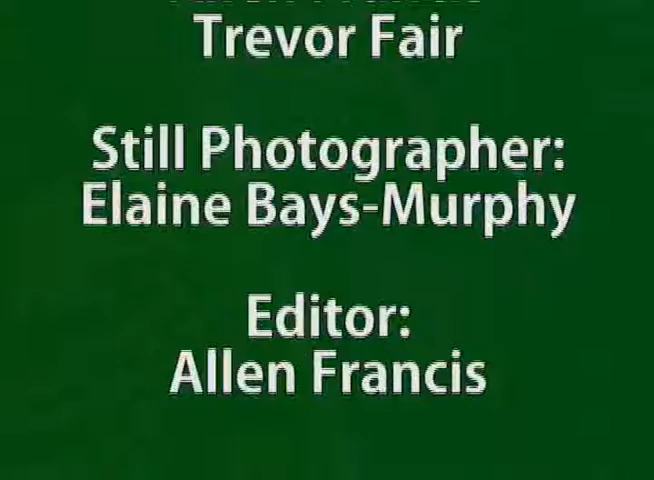 Trevor Fair
Still Photographer:
Elaine Bays-Murphy
Editor:
Allen Francis